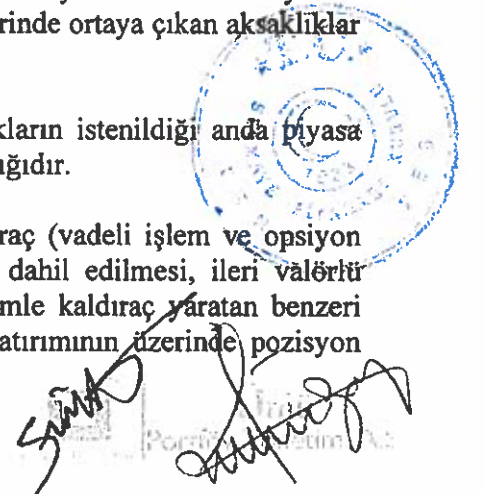 rinde ortaya çıkan aksaklıklar
kların istenildiği anda piyasa
ığıdır.
raç (vadeli işlem ve opsiyon
dahil edilmesi, ileri valörlü
mle kaldıraç yaratan benzeri
atırımının üzerinde pozisyon